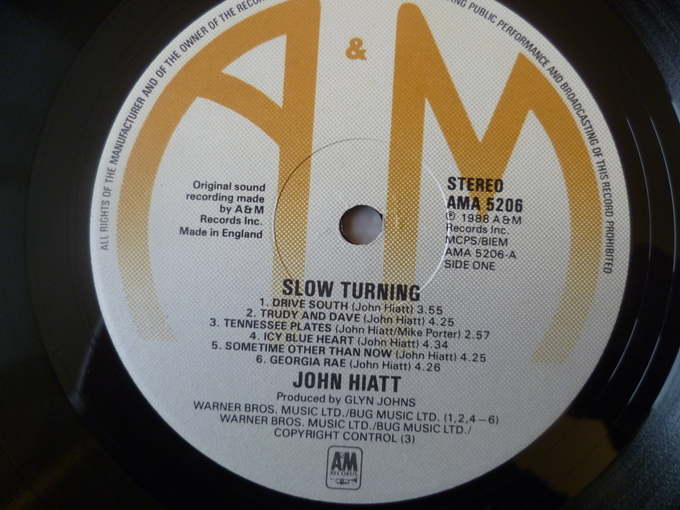 A & M
ALL RIGHTS OF THE MANUFACTURER AND OF THE OWNER OF THE RECORDED
PUBLIC PERFORMANCE AND BROADCASTING OF THIS RECORD PROHIBITED
Original sound
recording made
by A&M
Records Inc.
Made in England
STEREO
AMA 5206
℗ 1988 A&M
Records Inc.
MCPS/BIEM
AMA 5206-A
SIDE ONE
SLOW TURNING
1. DRIVE SOUTH (John Hiatt) 3.55
2. TRUDY AND DAVE (John Hiatt) 4.25
3. TENNESSEE PLATES (John Hiatt/Mike Porter) 2.57
4. ICY BLUE HEART (John Hiatt) 4.34
5. SOMETIME OTHER THAN NOW (John Hiatt) 4.25
6. GEORGIA RAE (John Hiatt) 4.26
JOHN HIATT
Produced by GLYN JOHNS
WARNER BROS. MUSIC LTD./BUG MUSIC LTD. (1,2,4—6)
WARNER BROS. MUSIC LTD./BUG MUSIC LTD./
COPYRIGHT CONTROL (3)
AM
RECORDS